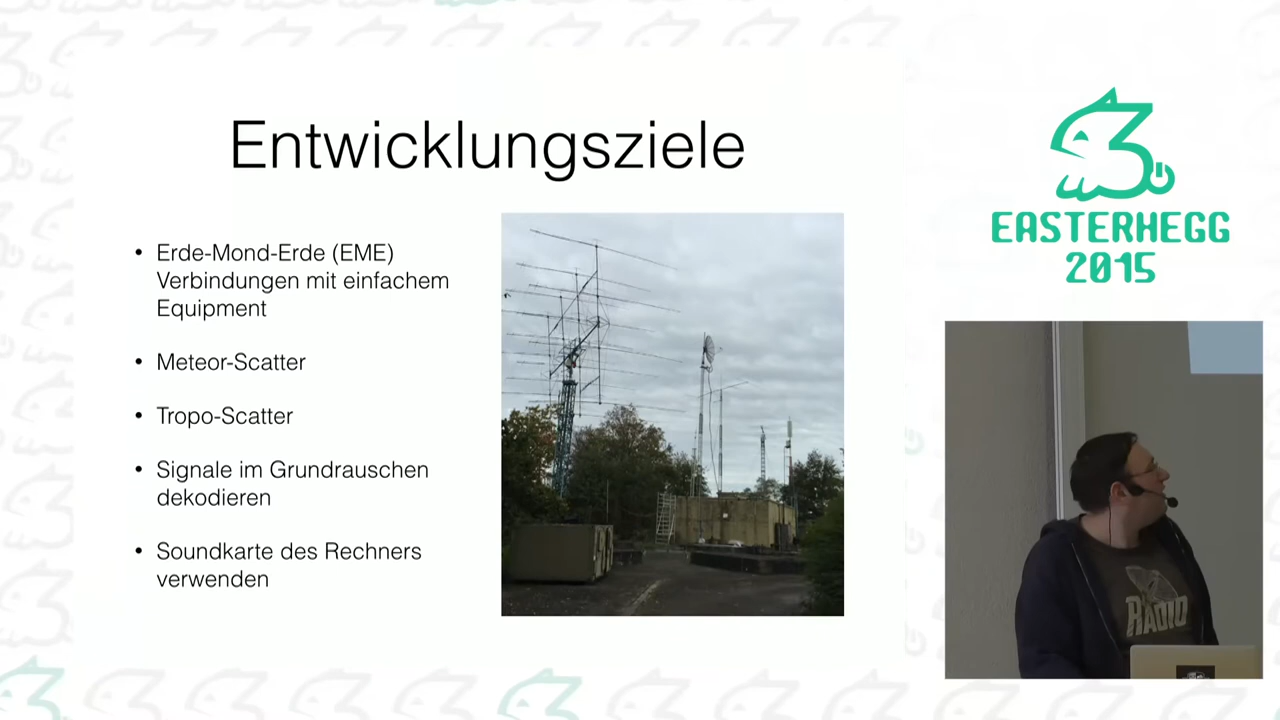 Entwicklungsziele
• Erde-Mond-Erde (EME)
Verbindungen mit einfachem
Equipment
• Meteor-Scatter
• Tropo-Scatter
• Signale im Grundrauschen
dekodieren
• Soundkarte des Rechners
verwenden
EASTERHEGG
2015
RADIO